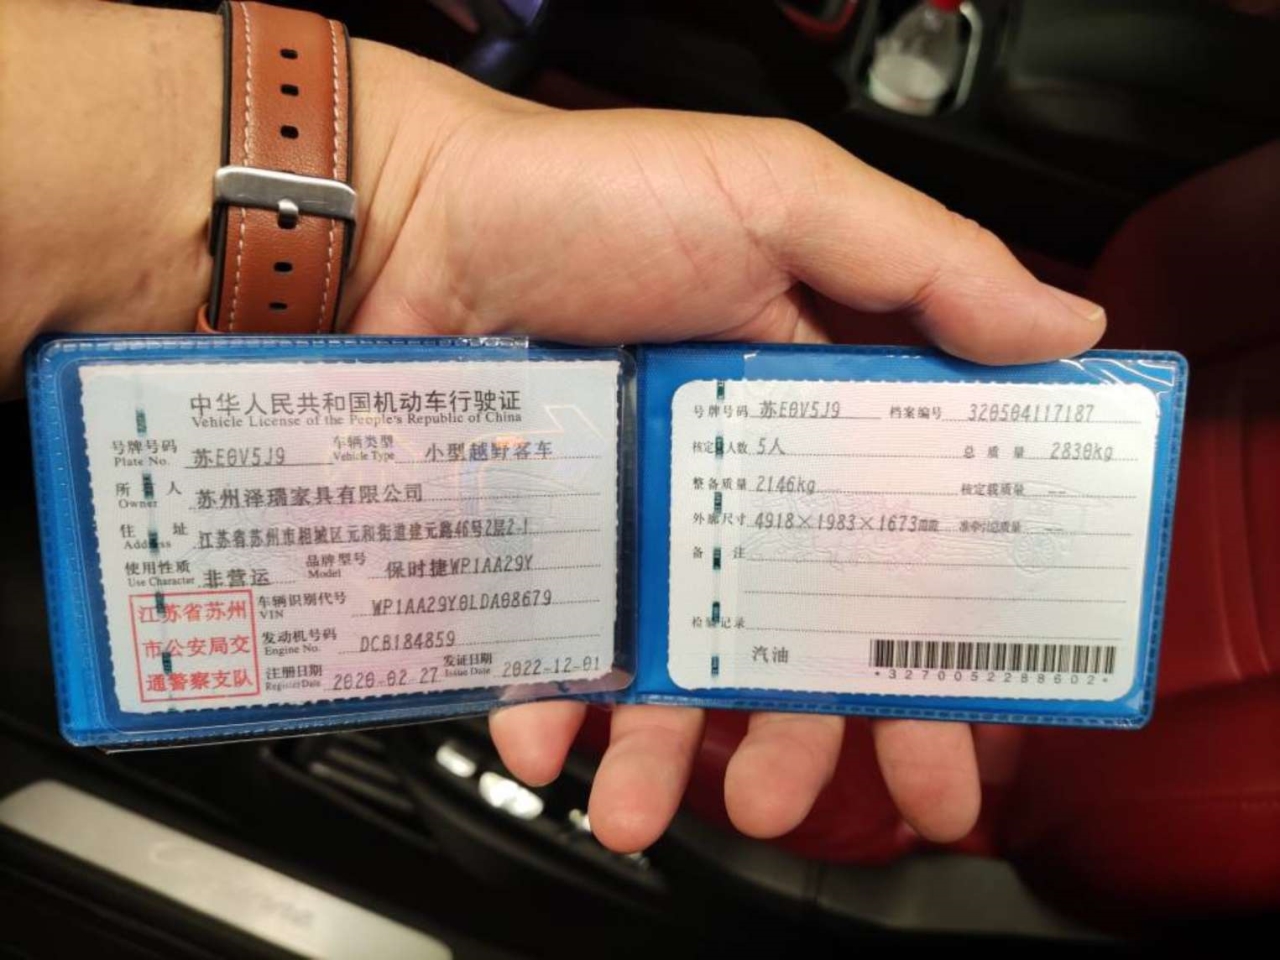 中华人民共和国机动车行驶证
Vehicle License of the People's Republic of China
号牌号码 苏E0V5J9 车辆类型 小型越野客车
Plate No. Vehicle Type
所有人 苏州泽瑞家具有限公司
Owner
住址 江苏省苏州市相城区元和街道建元路46号2层2-1
Address
使用性质 非营运 品牌型号 保时捷WP1AA29Y
Use Character Model
江苏省苏州
市公安局交
通警察支队
车辆识别代号 WP1AA29Y0LDA08679
VIN
发动机号码 DCB184859
Engine No.
注册日期 2020-02-27 发证日期 2022-12-01
Register Date Issue Date
号牌号码 苏E0V5J9 档案编号 320504117187
核定载人数 5人 总质量 2830kg
整备质量 2146kg 核定载质量 --
外廓尺寸 4918×1983×1673mm 准牵引总质量 --
备注
检验记录
汽油
*3270052288602*